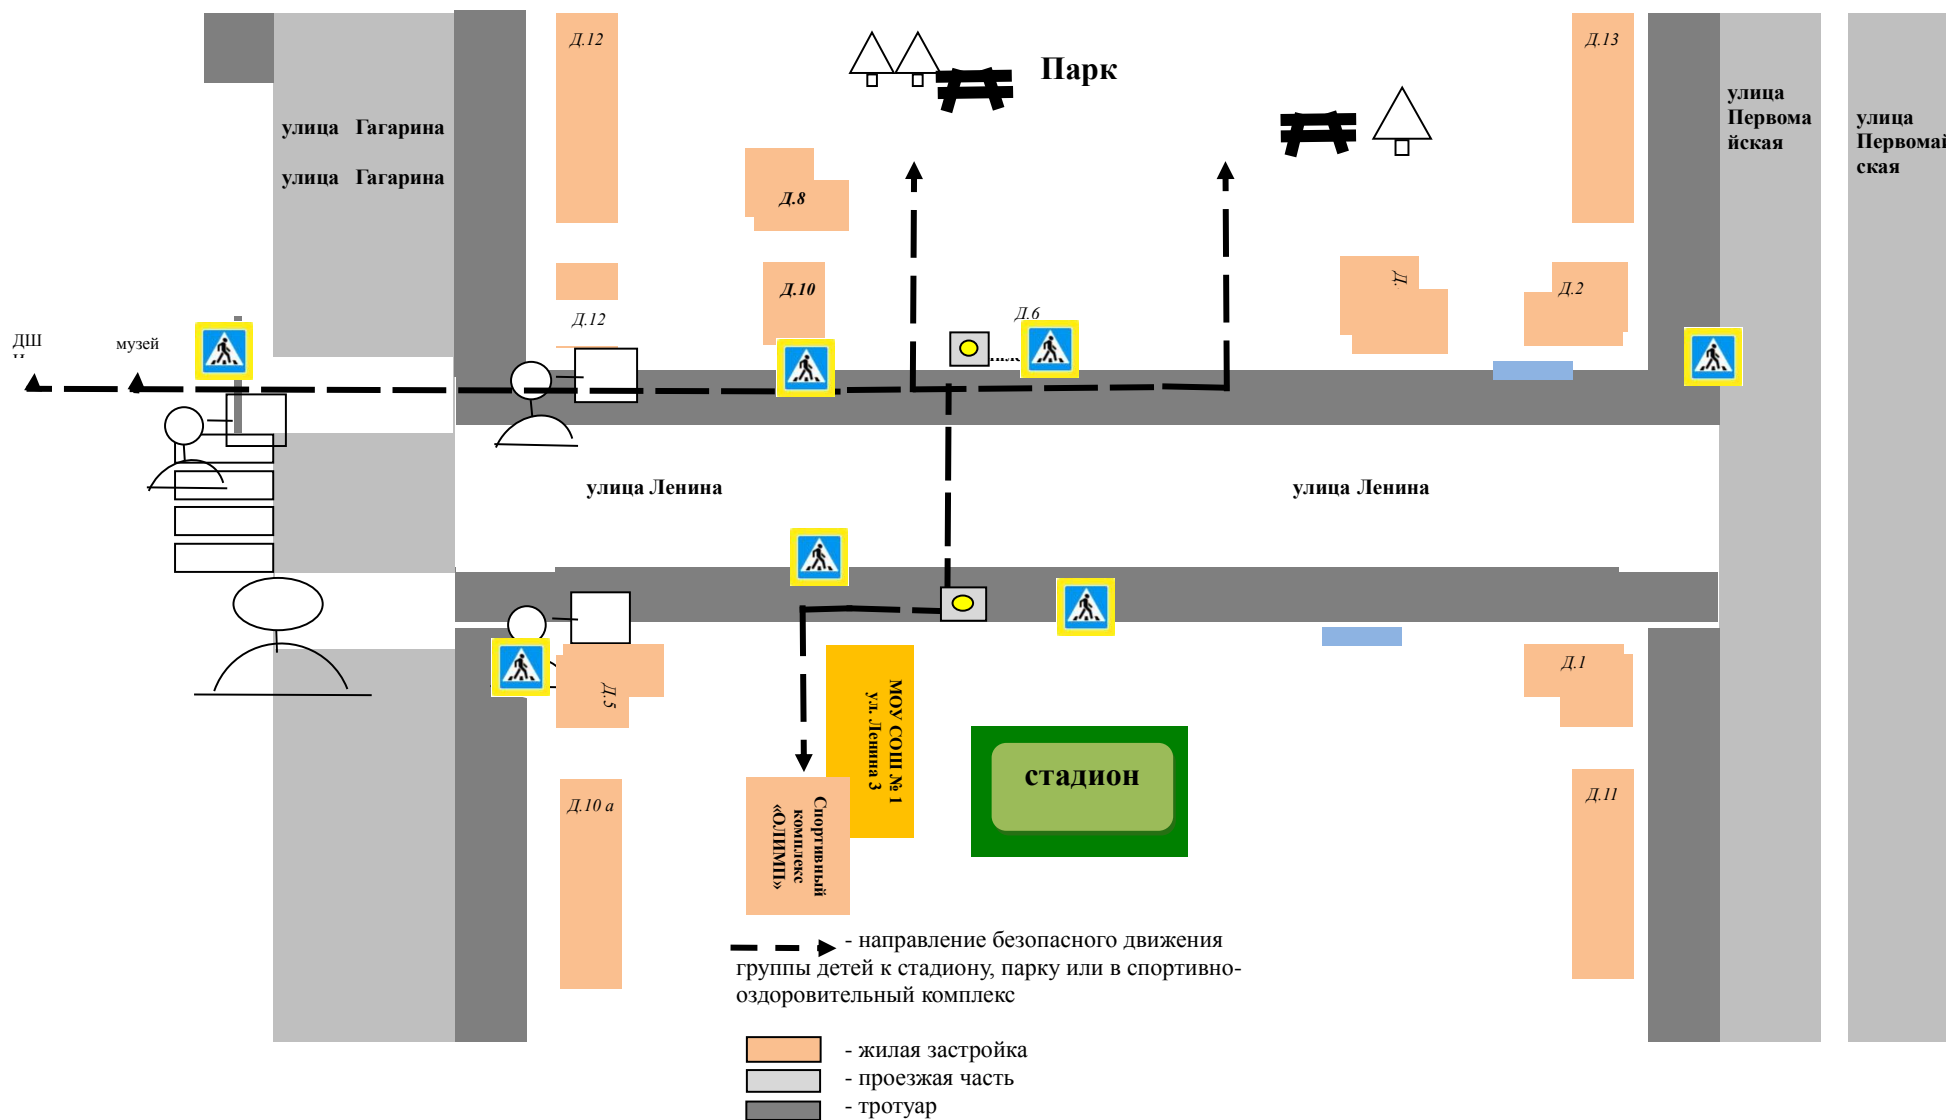 Д.12
Парк
Д.13
улица
Первома
йская
улица
Первомай
ская
улица Гагарина
улица Гагарина
Д.8
Д.10
Д.12
Д.6
Д.
Д.2
ДШ
музей
улица Ленина
улица Ленина
Д.5
МОУ СОШ № 1
ул. Ленина 3
Д.1
стадион
Д.10 а
Спортивный
комплекс
«ОЛИМП»
Д.11
- направление безопасного движения
группы детей к стадиону, парку или в спортивно-
оздоровительный комплекс
- жилая застройка
- проезжая часть
- тротуар